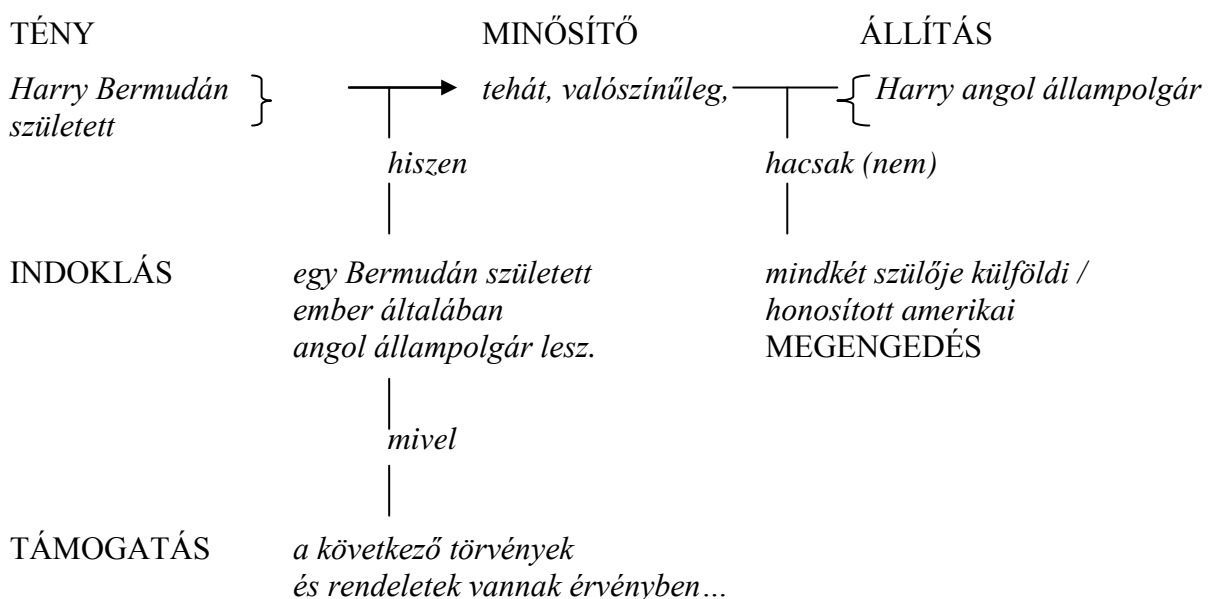 TÉNY MINŐSÍTŐ ÁLLÍTÁS
Harry Bermudán tehát, valószínűleg, Harry angol állampolgár
született
hiszen hacsak (nem)
INDOKLÁS egy Bermudán született mindkét szülője külföldi /
ember általában honosított amerikai
angol állampolgár lesz. MEGENGEDÉS
mivel
TÁMOGATÁS a következő törvények
és rendeletek vannak érvényben…